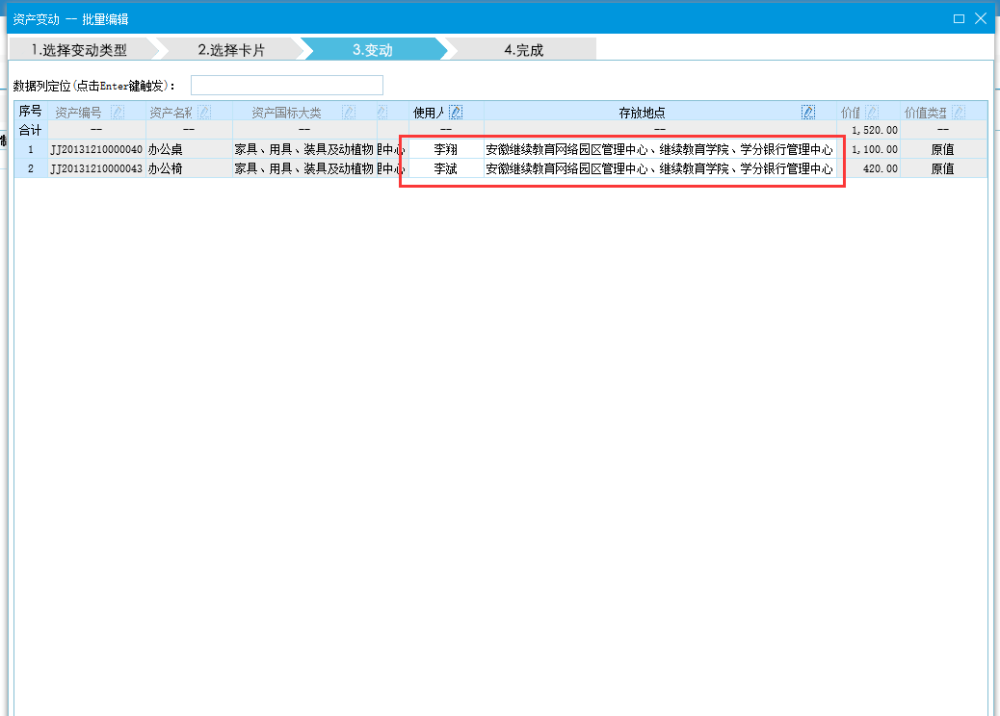 资产变动 — 批量编辑
1.选择变动类型 2.选择卡片 3.变动 4.完成
数据列定位(点击Enter键触发)：
序号 资产编号 资产名称 资产国标大类 使用人 存放地点 价值 价值类型
合计 -- -- -- -- -- 1,520.00 --
1 JJ20131210000040 办公桌 家具、用具、装具及动植物 中心 李翔 安徽继续教育网络园区管理中心、继续教育学院、学分银行管理中心 1,100.00 原值
2 JJ20131210000043 办公椅 家具、用具、装具及动植物 中心 李斌 安徽继续教育网络园区管理中心、继续教育学院、学分银行管理中心 420.00 原值